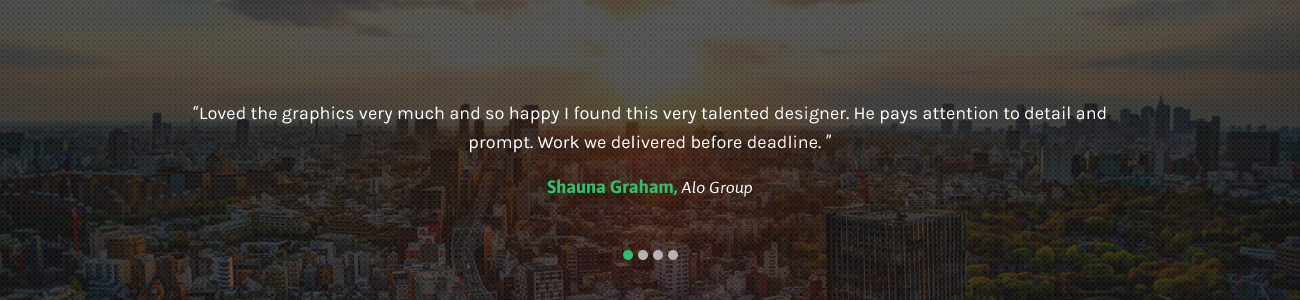 “Loved the graphics very much and so happy I found this very talented designer. He pays attention to detail and
prompt. Work we delivered before deadline. ”
Shauna Graham, Alo Group